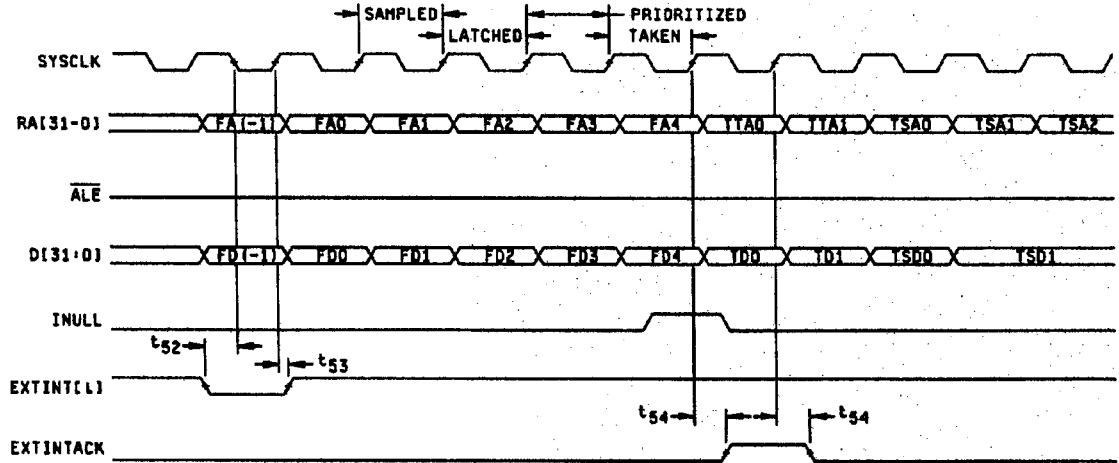 SAMPLED PRIORITIZED
LATCHED TAKEN
SYSCLK
RA[31-0] FA(-1) FA0 FA1 FA2 FA3 FA4 TTA0 TTA1 TSA0 TSA1 TSA2
ALE
D[31:0] FD(-1) FD0 FD1 FD2 FD3 FD4 TD0 TD1 TSD0 TSD1
INULL
t52 t53
EXTINT[L]
t54 t54
EXTINTACK